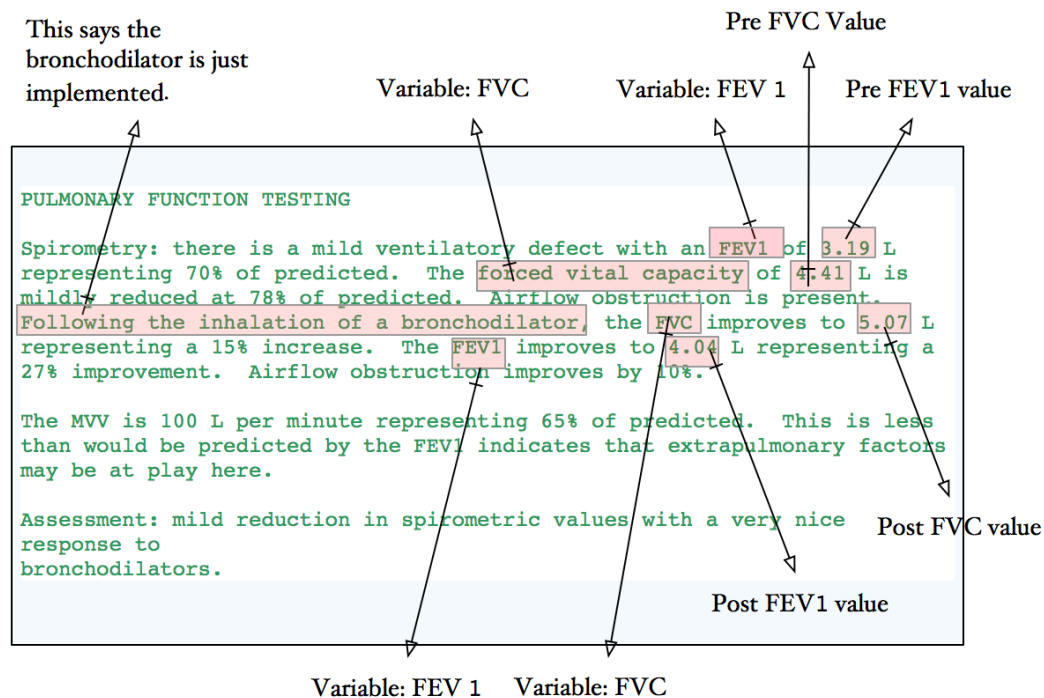 This says the
bronchodilator is just
implemented.
Pre FVC Value
Variable: FVC
Variable: FEV 1
Pre FEV1 value
PULMONARY FUNCTION TESTING
Spirometry: there is a mild ventilatory defect with an FEV1 of 3.19 L
representing 70% of predicted. The forced vital capacity of 4.41 L is
mildly reduced at 78% of predicted. Airflow obstruction is present.
Following the inhalation of a bronchodilator, the FVC improves to 5.07 L
representing a 15% increase. The FEV1 improves to 4.04 L representing a
27% improvement. Airflow obstruction improves by 10%.
The MVV is 100 L per minute representing 65% of predicted. This is less
than would be predicted by the FEV1 indicates that extrapulmonary factors
may be at play here.
Assessment: mild reduction in spirometric values with a very nice
response to
bronchodilators.
Post FVC value
Post FEV1 value
Variable: FEV 1
Variable: FVC